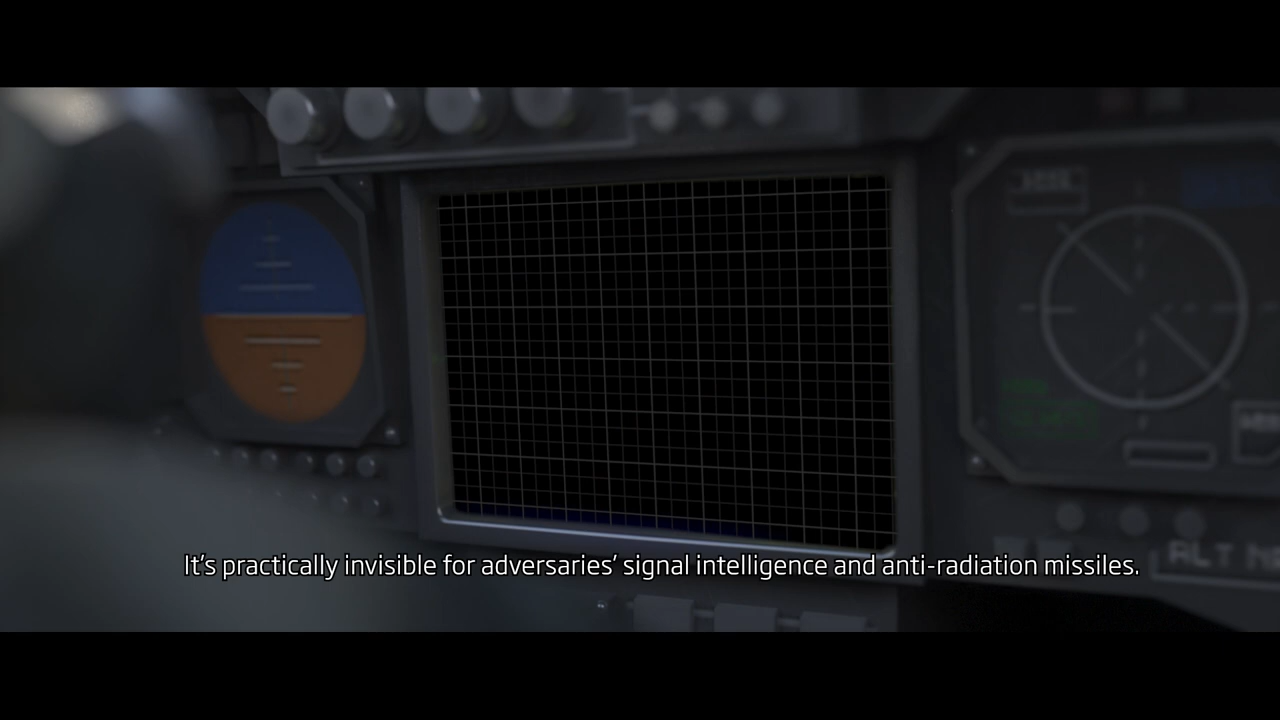 It’s practically invisible for adversaries’ signal intelligence and anti-radiation missiles.